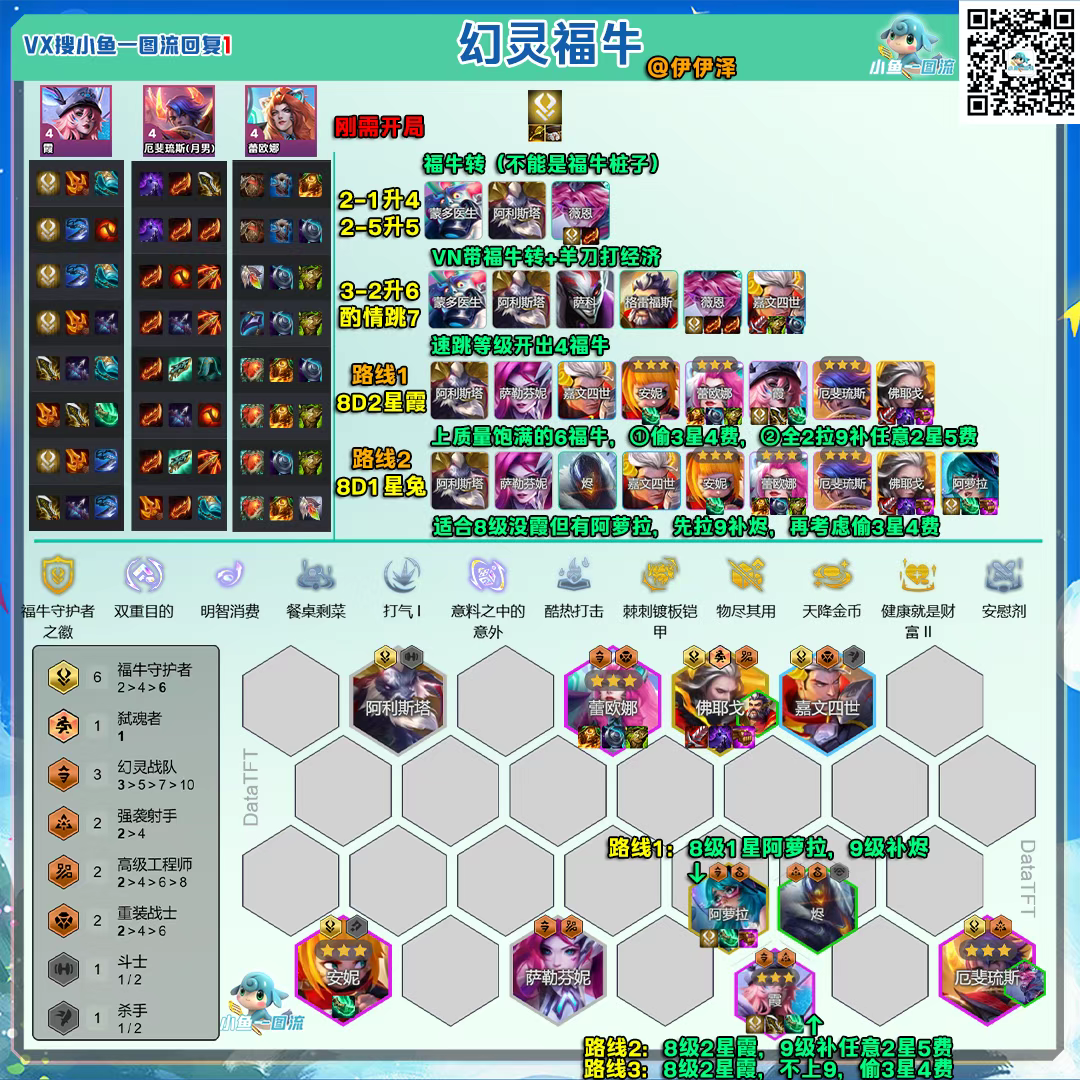 VX搜小鱼一图流回复1
幻灵福牛
@伊伊泽
小鱼一图流
4
霞
4
厄斐琉斯(月男)
4
蕾欧娜
刚需开局
福牛转（不能是福牛桩子）
2-1升4
2-5升5
蒙多医生 阿利斯塔 薇恩
VN带福牛转+羊刀打经济
3-2升6
酌情跳7
蒙多医生 阿利斯塔 萨科 格雷福斯 薇恩 嘉文四世
速跳等级开出4福牛
路线1
8D2星霞
阿利斯塔 萨勒芬妮 嘉文四世 安妮 蕾欧娜 霞 厄斐琉斯 佛耶戈
上质量饱满的6福牛，①偷3星4费，②全2拉9补任意2星5费
路线2
8D1星兔
阿利斯塔 萨勒芬妮 烬 嘉文四世 安妮 蕾欧娜 厄斐琉斯 佛耶戈 阿萝拉
适合8级没霞但有阿萝拉，先拉9补烬，再考虑偷3星4费
福牛守护者之徽
双重目的
明智消费
餐桌剩菜
打气 I
意料之中的意外
酷热打击
棘刺镀板铠甲
物尽其用
天降金币
健康就是财富 II
安慰剂
6 福牛守护者
2>4>6
1 弑魂者
1
3 幻灵战队
3>5>7>10
2 强袭射手
2>4
2 高级工程师
2>4>6>8
2 重装战士
2>4>6
1 斗士
1/2
1 杀手
1/2
阿利斯塔
蕾欧娜
佛耶戈
嘉文四世
DataTFT
DataTFT
路线1：8级1星阿萝拉，9级补烬
阿萝拉
烬
安妮
萨勒芬妮
霞
厄斐琉斯
小鱼一图流
路线2：8级2星霞，9级补任意2星5费
路线3：8级2星霞，不上9，偷3星4费